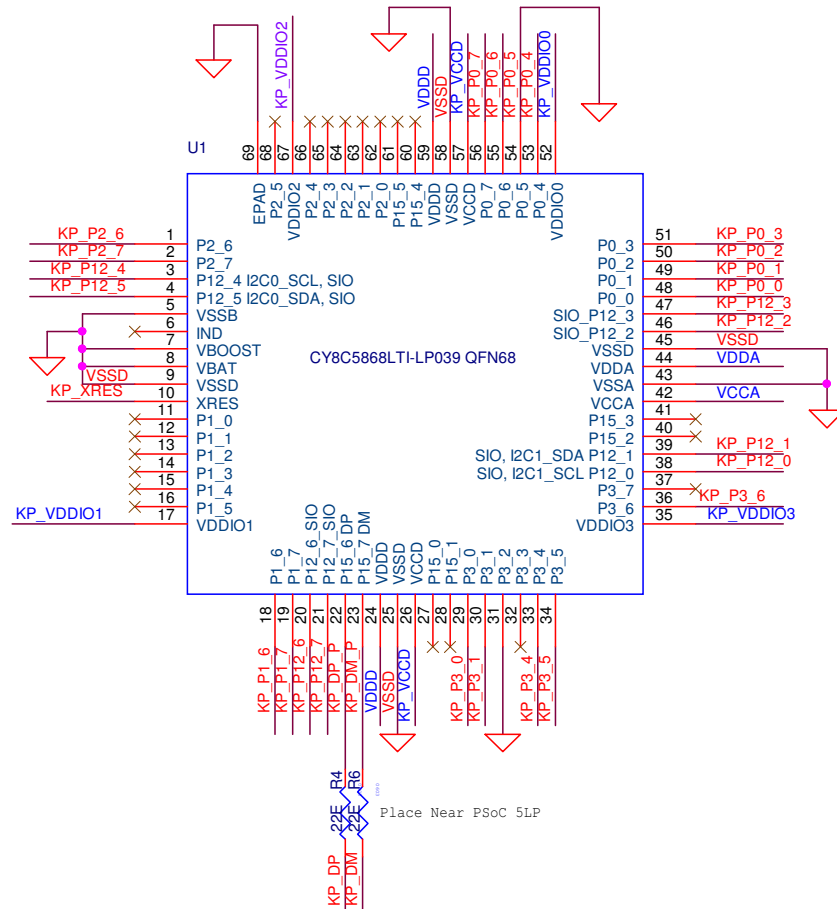 KP_VDDIO2
VDDD
VSSD
KP_VCCD
KP_P0_7
KP_P0_6
KP_P0_5
KP_P0_4
KP_VDDIO0
U1
69
68
67
66
65
64
63
62
61
60
59
58
57
56
55
54
53
52
EPAD
P2_5
VDDIO2
P2_4
P2_3
P2_2
P2_1
P2_0
P15_5
P15_4
VDDD
VSSD
VCCD
P0_7
P0_6
P0_5
P0_4
VDDIO0
KP_P2_6 1 P2_6
KP_P2_7 2 P2_7
KP_P12_4 3 P12_4 I2C0_SCL, SIO
KP_P12_5 4 P12_5 I2C0_SDA, SIO
5 VSSB
6 IND
7 VBOOST
8 VBAT
VSSD 9 VSSD
KP_XRES 10 XRES
11 P1_0
12 P1_1
13 P1_2
14 P1_3
15 P1_4
16 P1_5
KP_VDDIO1 17 VDDIO1
CY8C5868LTI-LP039 QFN68
P0_3 51 KP_P0_3
P0_2 50 KP_P0_2
P0_1 49 KP_P0_1
P0_0 48 KP_P0_0
SIO_P12_3 47 KP_P12_3
SIO_P12_2 46 KP_P12_2
VSSD 45 VSSD
VDDA 44 VDDA
VSSA 43
VCCA 42 VCCA
P15_3 41
P15_2 40
SIO, I2C1_SDA P12_1 39 KP_P12_1
SIO, I2C1_SCL P12_0 38 KP_P12_0
P3_7 37
P3_6 36 KP_P3_6
VDDIO3 35 KP_VDDIO3
P1_6
P1_7
P12_6_SIO
P12_7_SIO
P15_6 DP
P15_7 DM
VDDD
VSSD
VCCD
P15_0
P15_1
P3_0
P3_1
P3_2
P3_3
P3_4
P3_5
18
19
20
21
22
23
24
25
26
27
28
29
30
31
32
33
34
KP_P1_6
KP_P1_7
KP_P12_6
KP_P12_7
KP_DP_P
KP_DM_P
VDDD
VSSD
KP_VCCD
KP_P3_0
KP_P3_1
KP_P3_4
KP_P3_5
R4
R6
22E
22E
Place Near PSoC 5LP
KP_DP
KP_DM